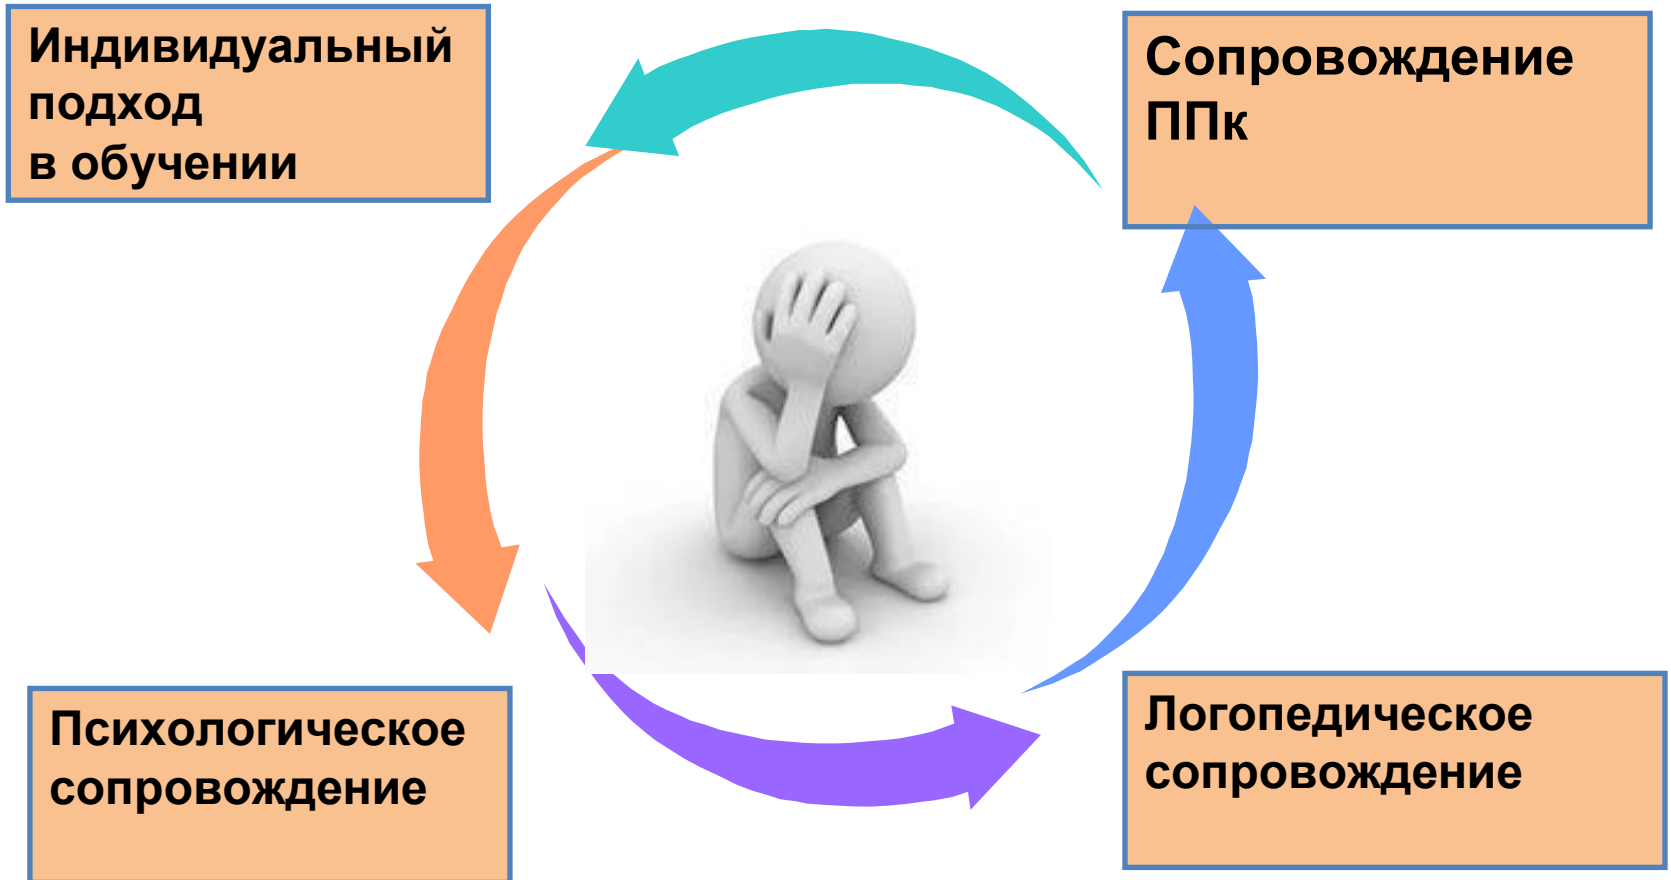 Индивидуальный
подход
в обучении
Сопровождение
ППк
Психологическое
сопровождение
Логопедическое
сопровождение